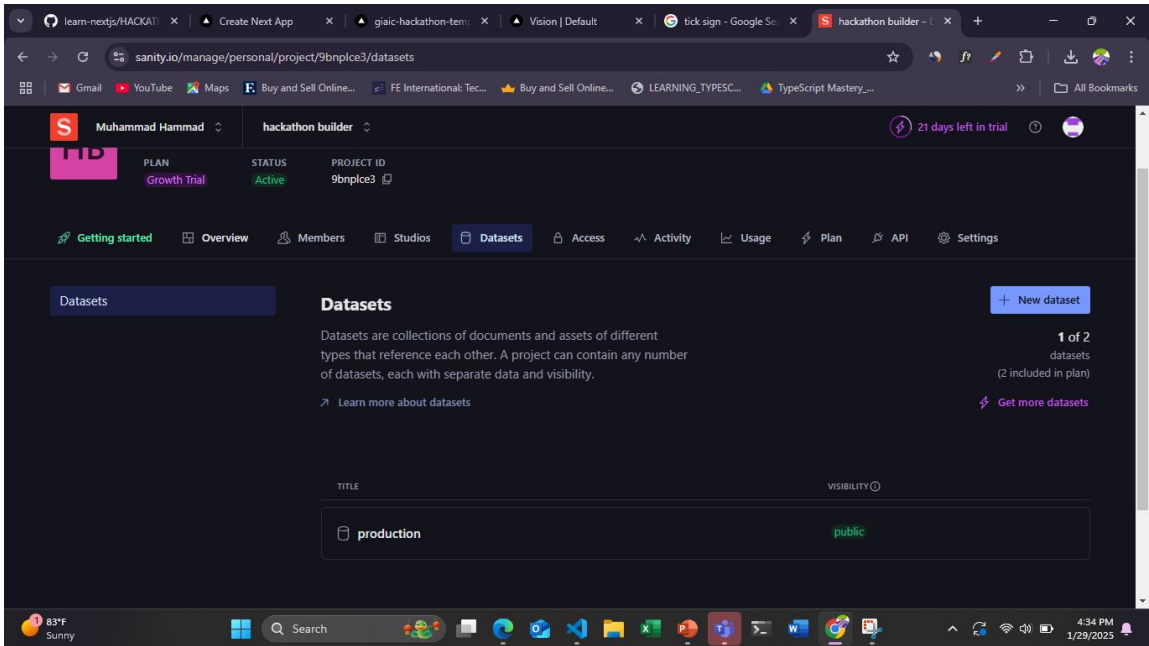 learn-nextjs/HACKAT
Create Next App
giaic-hackathon-tem
Vision | Default
tick sign - Google Se
hackathon builder –
sanity.io/manage/personal/project/9bnplce3/datasets
f?
Gmail
YouTube
Maps
Buy and Sell Online...
FE International: Tec...
Buy and Sell Online...
LEARNING_TYPESC...
TypeScript Mastery_...
»
All Bookmarks
S
Muhammad Hammad
hackathon builder
21 days left in trial
HB
PLAN
STATUS
PROJECT ID
Growth Trial
Active
9bnplce3
Getting started
Overview
Members
Studios
Datasets
Access
Activity
Usage
Plan
API
Settings
Datasets
Datasets
New dataset
Datasets are collections of documents and assets of different
types that reference each other. A project can contain any number
of datasets, each with separate data and visibility.
1 of 2
datasets
(2 included in plan)
Learn more about datasets
Get more datasets
TITLE
VISIBILITY
production
public
1
83°F
Sunny
Search
4:34 PM
1/29/2025